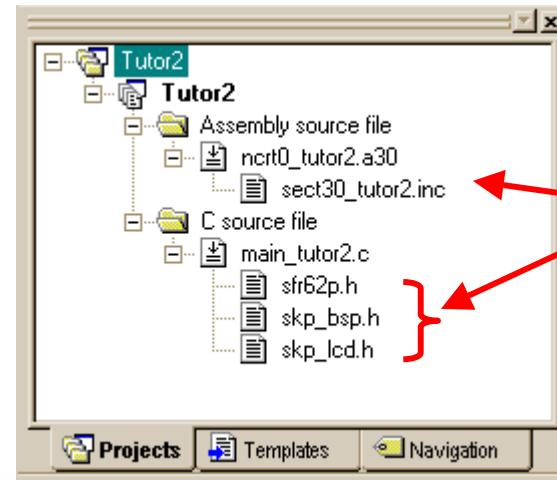 Tutor2
Tutor2
Assembly source file
ncrt0_tutor2.a30
sect30_tutor2.inc
C source file
main_tutor2.c
sfr62p.h
skp_bsp.h
skp_lcd.h
Projects Templates Navigation